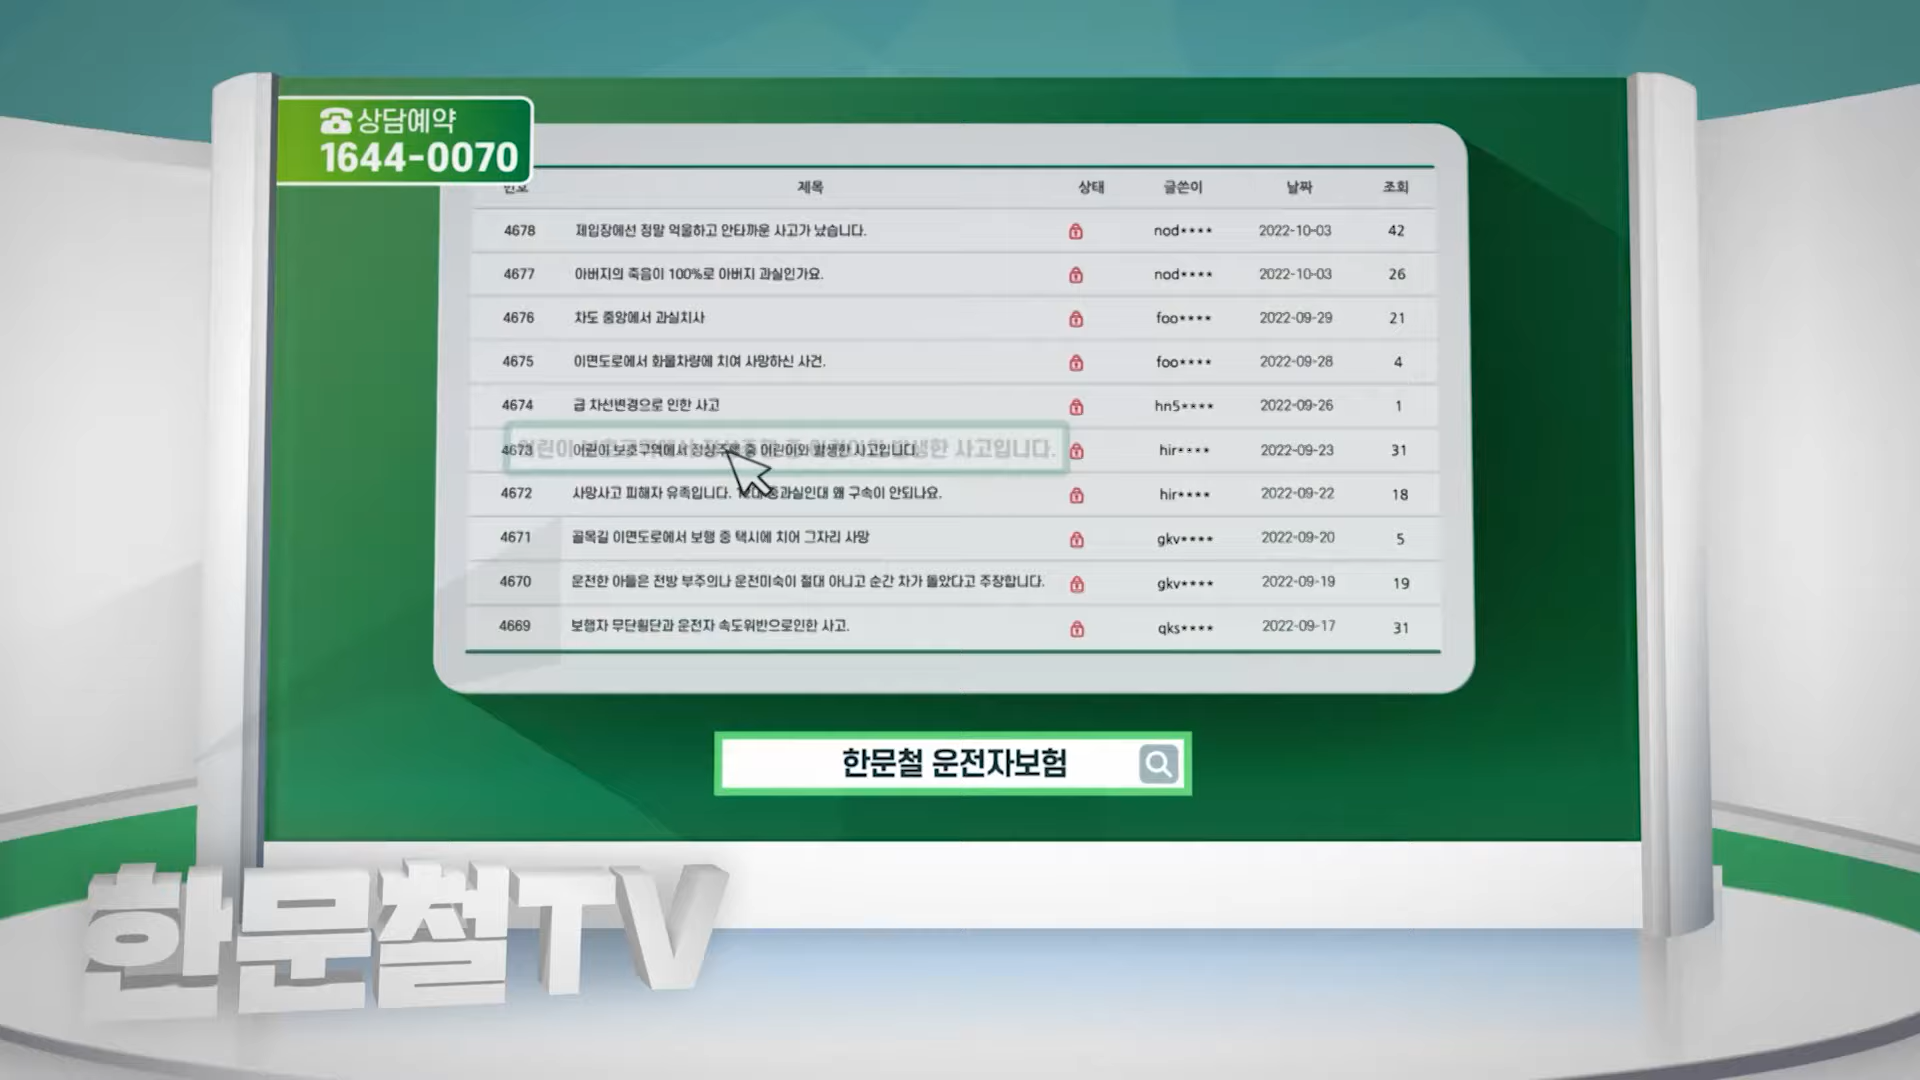 상담예약
1644-0070
번호 제목 상태 글쓴이 날짜 조회
4678 제입장에선 정말 억울하고 안타까운 사고가 났습니다. nod**** 2022-10-03 42
4677 아버지의 죽음이 100%로 아버지 과실인가요. nod**** 2022-10-03 26
4676 차도 중앙에서 과실치사 foo**** 2022-09-29 21
4675 이면도로에서 화물차량에 치여 사망하신 사건. foo**** 2022-09-28 4
4674 급 차선변경으로 인한 사고 hn5**** 2022-09-26 1
4673 어린이 보호구역에서 정상주행 중 어린이와 발생한 사고입니다. hir**** 2022-09-23 31
4672 사망사고 피해자 유족입니다. 중과실인대 왜 구속이 안되나요. hir**** 2022-09-22 18
4671 골목길 이면도로에서 보행 중 택시에 치어 그자리 사망 gkv**** 2022-09-20 5
4670 운전한 아들은 전방 부주의나 운전미숙이 절대 아니고 순간 차가 돌았다고 주장합니다. gkv**** 2022-09-19 19
4669 보행자 무단횡단과 운전자 속도위반으로인한 사고. qks**** 2022-09-17 31
한문철 운전자보험
한문철TV